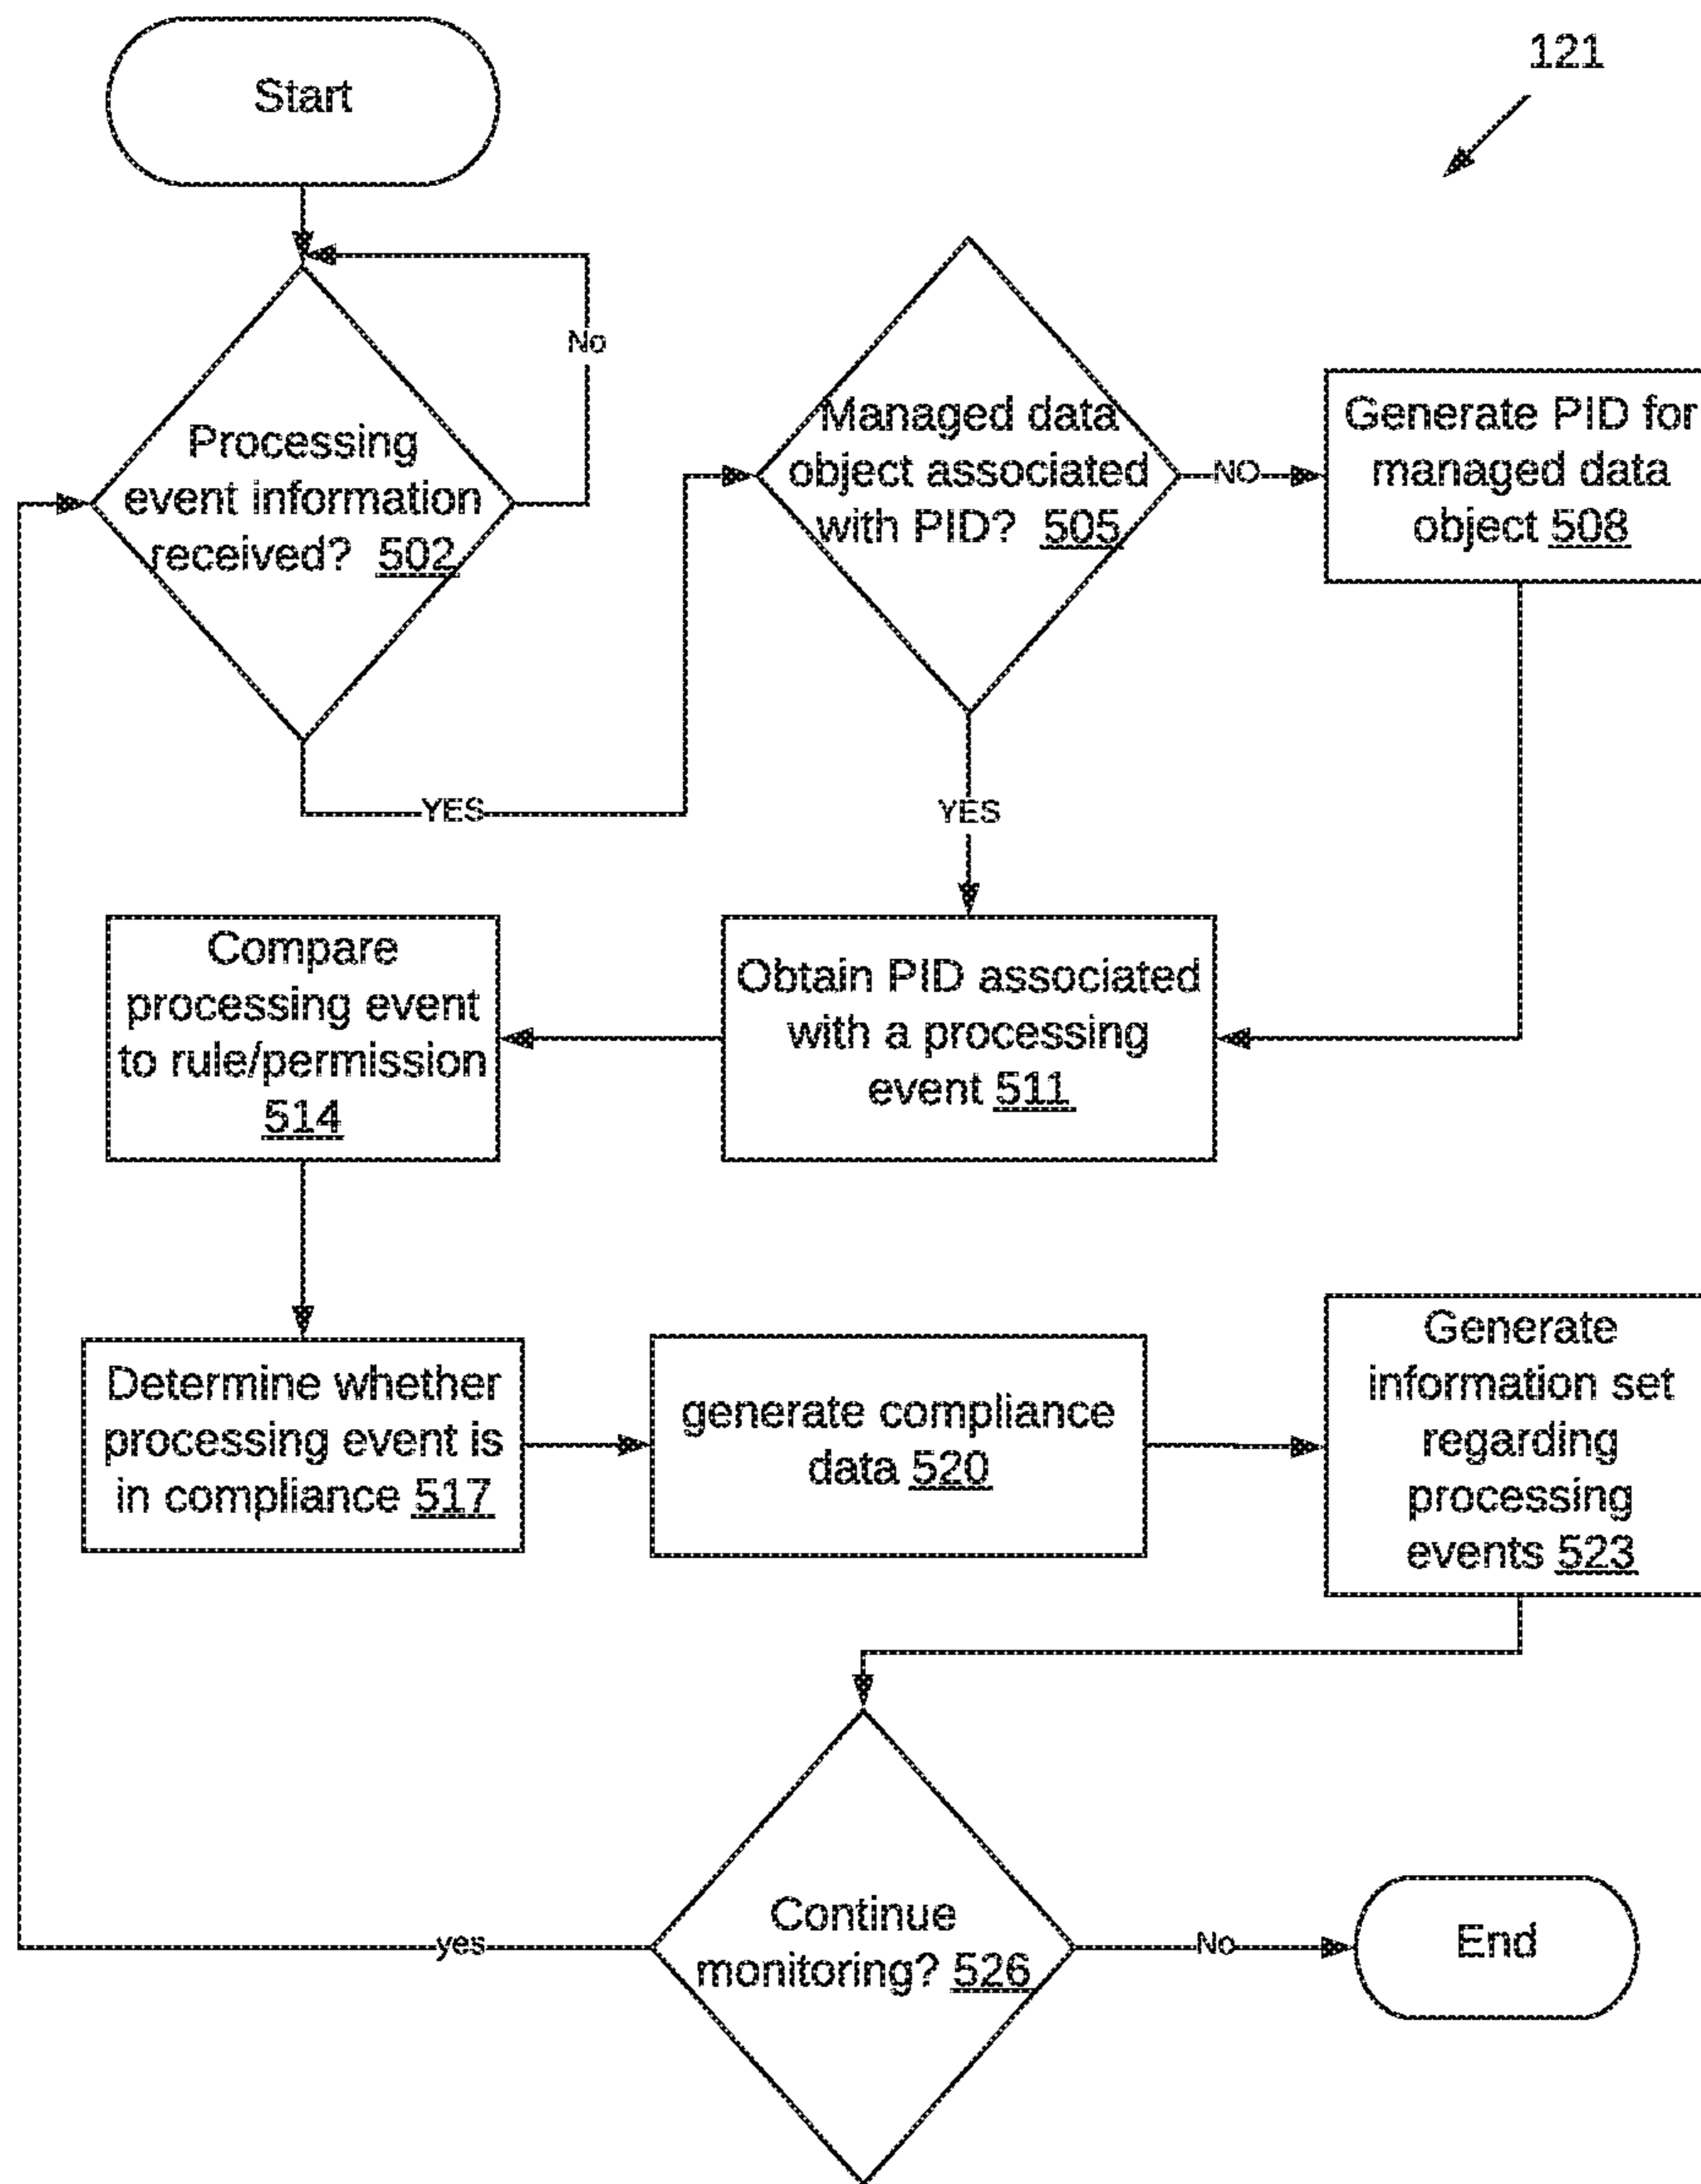 121
Start
No
Processing
event information
received? 502
YES
Managed data
object associated
with PID? 505
NO
Generate PID for
managed data
object 508
YES
Obtain PID associated
with a processing
event 511
Compare
processing event
to rule/permission
514
Determine whether
processing event is
in compliance 517
generate compliance
data 520
Generate
information set
regarding
processing
events 523
Continue
monitoring? 526
yes
No
End